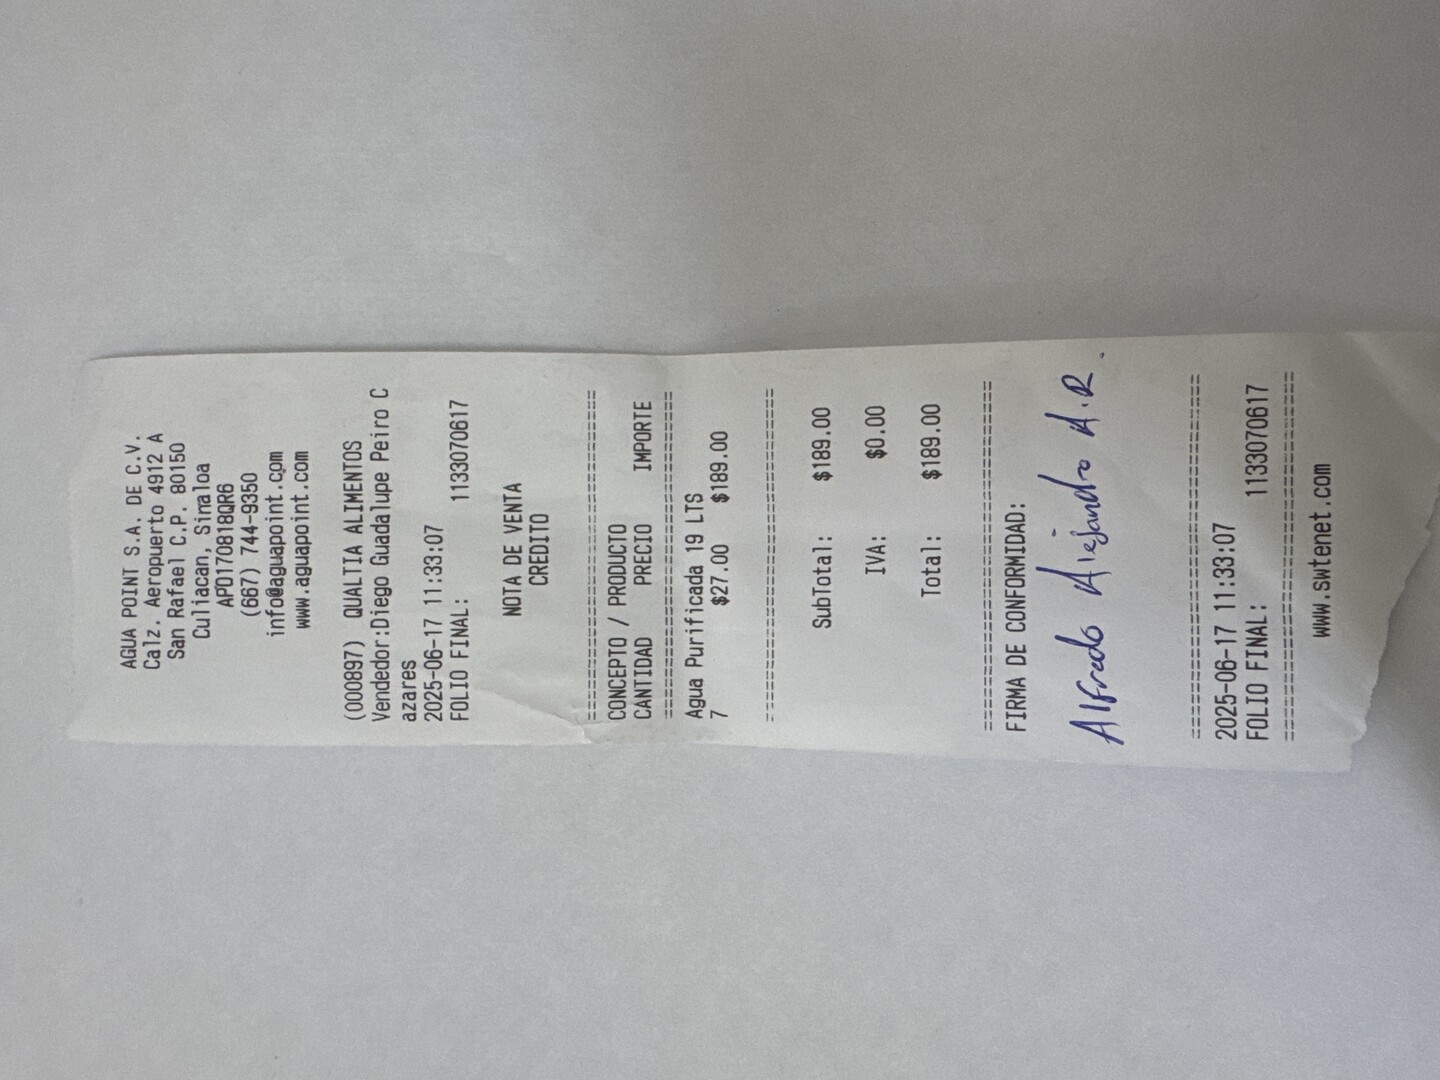 AGUA POINT S.A. DE C.V.
Calz. Aeropuerto 4912 A
San Rafael C.P. 80150
Culiacan, Sinaloa
APO170818QR6
(667) 744-9350
info@aguapoint.com
www.aguapoint.com
(000897) QUALTIA ALIMENTOS
Vendedor:Diego Guadalupe Peiro C
azares
2025-06-17 11:33:07
FOLIO FINAL: 1133070617
NOTA DE VENTA
CREDITO
================================
CONCEPTO / PRODUCTO
CANTIDAD PRECIO IMPORTE
================================
Agua Purificada 19 LTS
7 $27.00 $189.00
================================
SubTotal: $189.00
IVA: $0.00
Total: $189.00
================================
FIRMA DE CONFORMIDAD:
Alfredo Alejandro A.R.
================================
2025-06-17 11:33:07
FOLIO FINAL: 1133070617
================================
www.swtenet.com